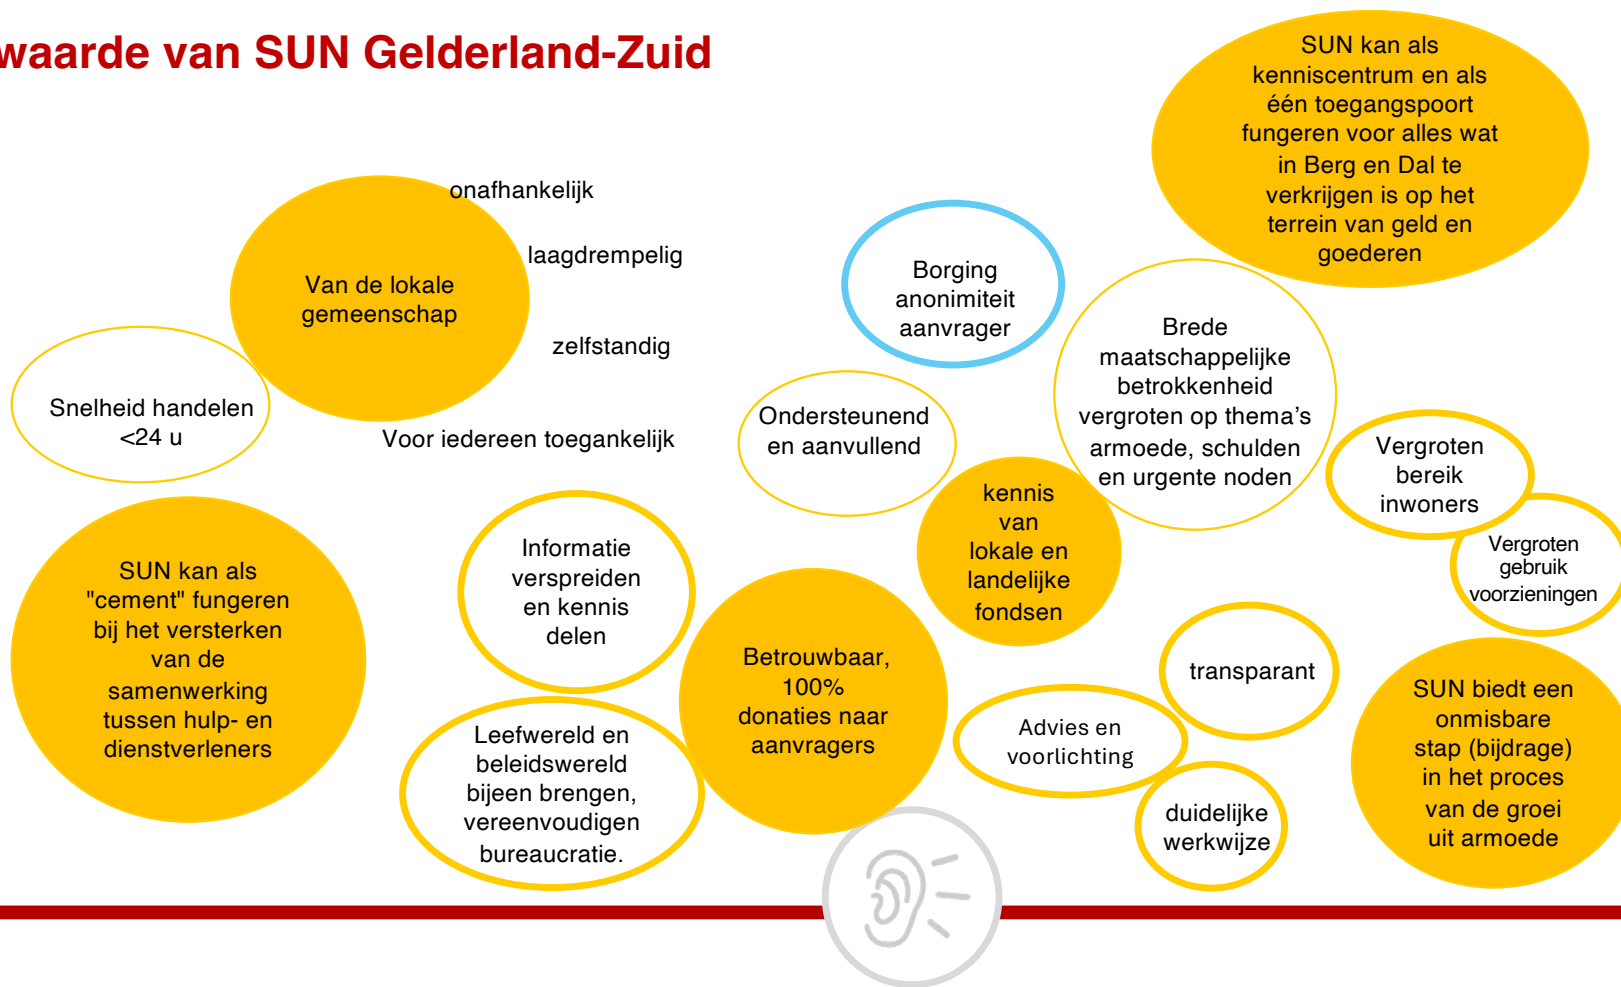 waarde van SUN Gelderland-Zuid
SUN kan als
kenniscentrum en als
één toegangspoort
fungeren voor alles wat
in Berg en Dal te
verkrijgen is op het
terrein van geld en
goederen
onafhankelijk
laagdrempelig
Van de lokale
gemeenschap
zelfstandig
Voor iedereen toegankelijk
Snelheid handelen
<24 u
Borging
anonimiteit
aanvrager
Brede
maatschappelijke
betrokkenheid
vergroten op thema's
armoede, schulden
en urgente noden
Ondersteunend
en aanvullend
Vergroten
bereik
inwoners
kennis
van
lokale en
landelijke
fondsen
Vergroten
gebruik
voorzieningen
SUN kan als
"cement" fungeren
bij het versterken
van de
samenwerking
tussen hulp- en
dienstverleners
Informatie
verspreiden
en kennis
delen
Betrouwbaar,
100%
donaties naar
aanvragers
transparant
Advies en
voorlichting
SUN biedt een
onmisbare
stap (bijdrage)
in het proces
van de groei
uit armoede
Leefwereld en
beleidswereld
bijeen brengen,
vereenvoudigen
bureaucratie.
duidelijke
werkwijze